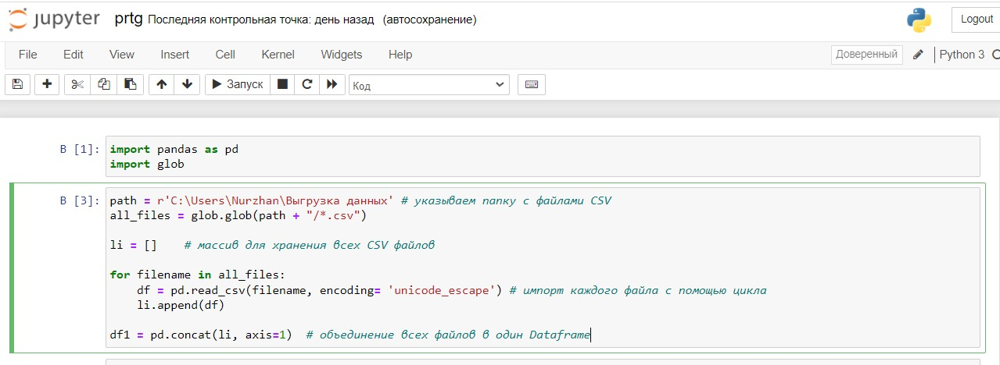 jupyter prtg Последняя контрольная точка: день назад (автосохранение) Logout
File Edit View Insert Cell Kernel Widgets Help Доверенный Python 3
Запуск Код
В [1]: import pandas as pd
import glob
В [3]: path = r'C:\Users\Nurzhan\Выгрузка данных' # указываем папку с файлами CSV
all_files = glob.glob(path + "/*.csv")
li = [] # массив для хранения всех CSV файлов
for filename in all_files:
df = pd.read_csv(filename, encoding= 'unicode_escape') # импорт каждого файла с помощью цикла
li.append(df)
df1 = pd.concat(li, axis=1) # объединение всех файлов в один Dataframe